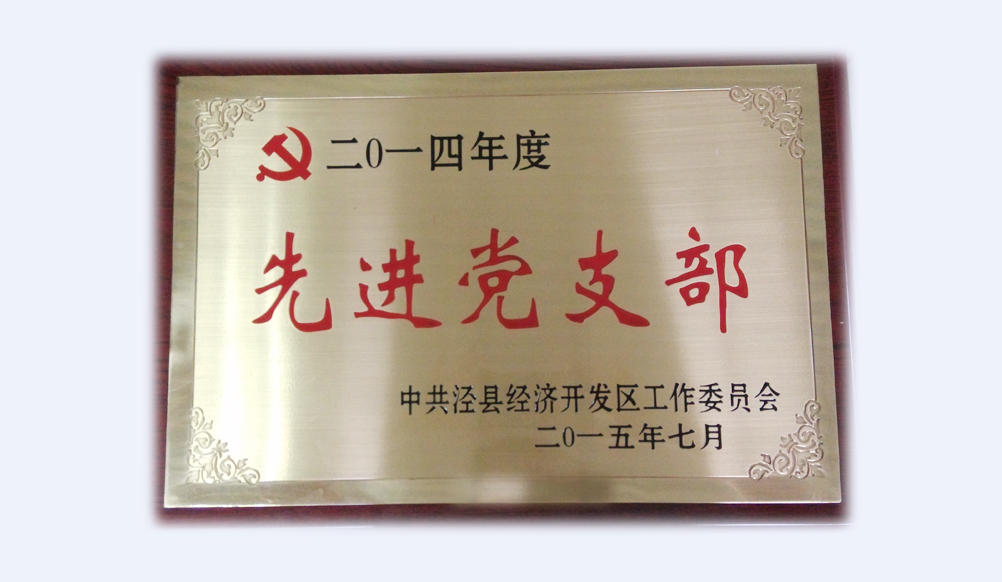 二0一四年度
先进党支部
中共泾县经济开发区工作委员会
二0一五年七月